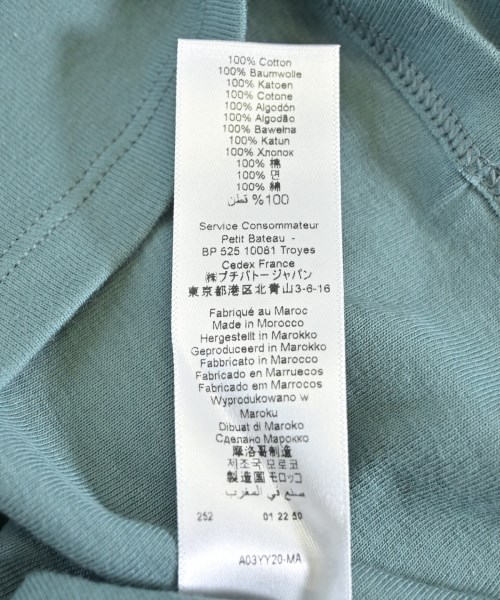 100% Cotton
100% Baumwolle
100% Katoen
100% Cotone
100% Algodón
100% Algodão
100% Bawełna
100% Katun
100% Хлопок
100% 棉
100% 면
100% 綿
100% قطن
Service Consommateur
Petit Bateau -
BP 525 10081 Troyes
Cedex France
㈱プチバトージャパン
東京都港区北青山3-6-16
Fabriqué au Maroc
Made in Morocco
Hergestellt in Marokko
Geproduceerd in Marokko
Fabbricato in Marocco
Fabricado en Marruecos
Fabricado em Marrocos
Wyprodukowano w
Maroku
Dibuat di Maroko
Сделано Марокко
摩洛哥制造
제조국 모로코
製造国 モロッコ
صنع في المغرب
252 01 22 50
A03YY20-MA